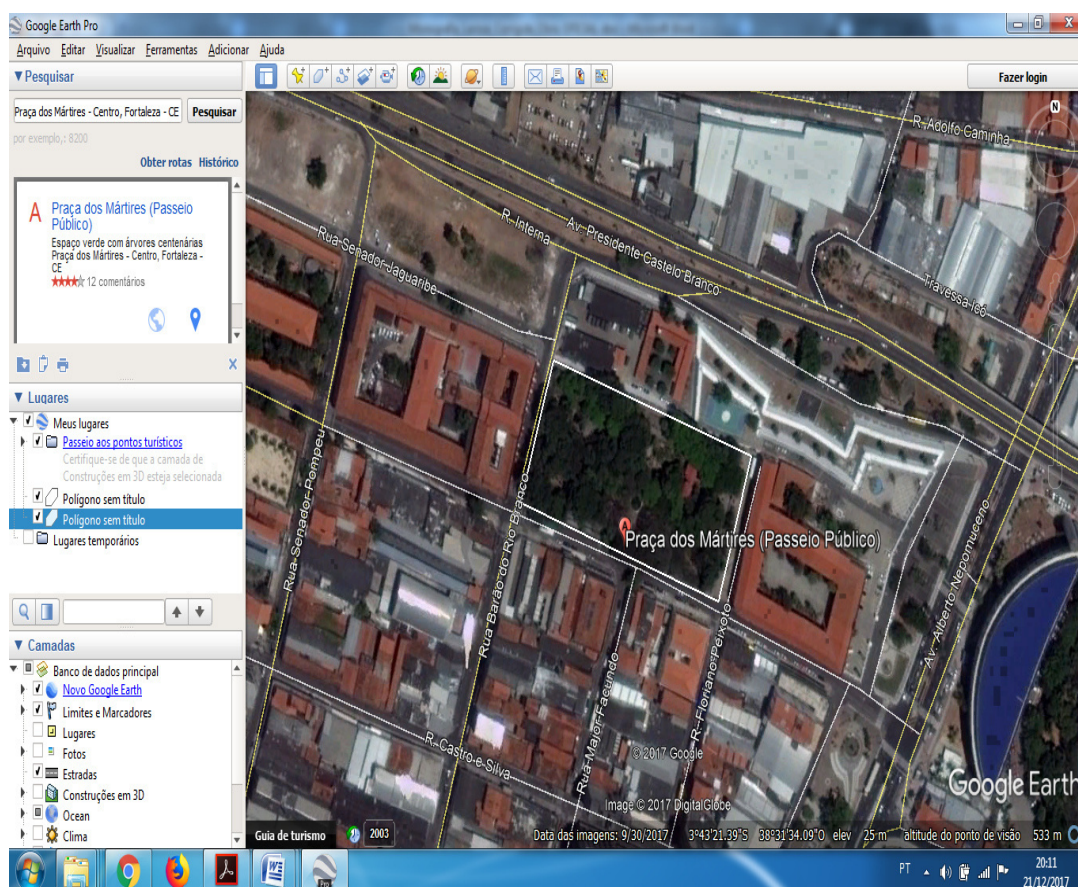 Google Earth Pro
Arquivo Editar Visualizar Ferramentas Adicionar Ajuda
Pesquisar
Fazer login
Praça dos Mártires - Centro, Fortaleza - CE Pesquisar
por exemplo,: 8200
Obter rotas Histórico
A Praça dos Mártires (Passeio
Público)
Espaço verde com árvores centenárias
Praça dos Mártires - Centro, Fortaleza -
CE
12 comentários
Lugares
Meus lugares
Passeio aos pontos turísticos
Certifique-se de que a camada de
Construções em 3D esteja selecionada
Polígono sem título
Polígono sem título
Lugares temporários
Camadas
Banco de dados principal
Novo Google Earth
Limites e Marcadores
Lugares
Fotos
Estradas
Construções em 3D
Ocean
Clima
N
R. Adolfo Caminha
R. Interna
Av. Presidente Castelo Branco
Rua Senador Jaguaribe
Travessa Icó
Rua Senador Pompeu
Rua Barão do Rio Branco
A
Praça dos Mártires (Passeio Público)
Av. Alberto Nepomuceno
Rua Major Facundo
R. Floriano Peixoto
R. Castro e Silva
© 2017 Google
Image © 2017 DigitalGlobe
Google Earth
Guia de turismo 2003 Data das imagens: 9/30/2017 3°43'21.39"S 38°31'34.09"O elev 25 m altitude do ponto de visão 533 m
Pro
PT 20:11
21/12/2017